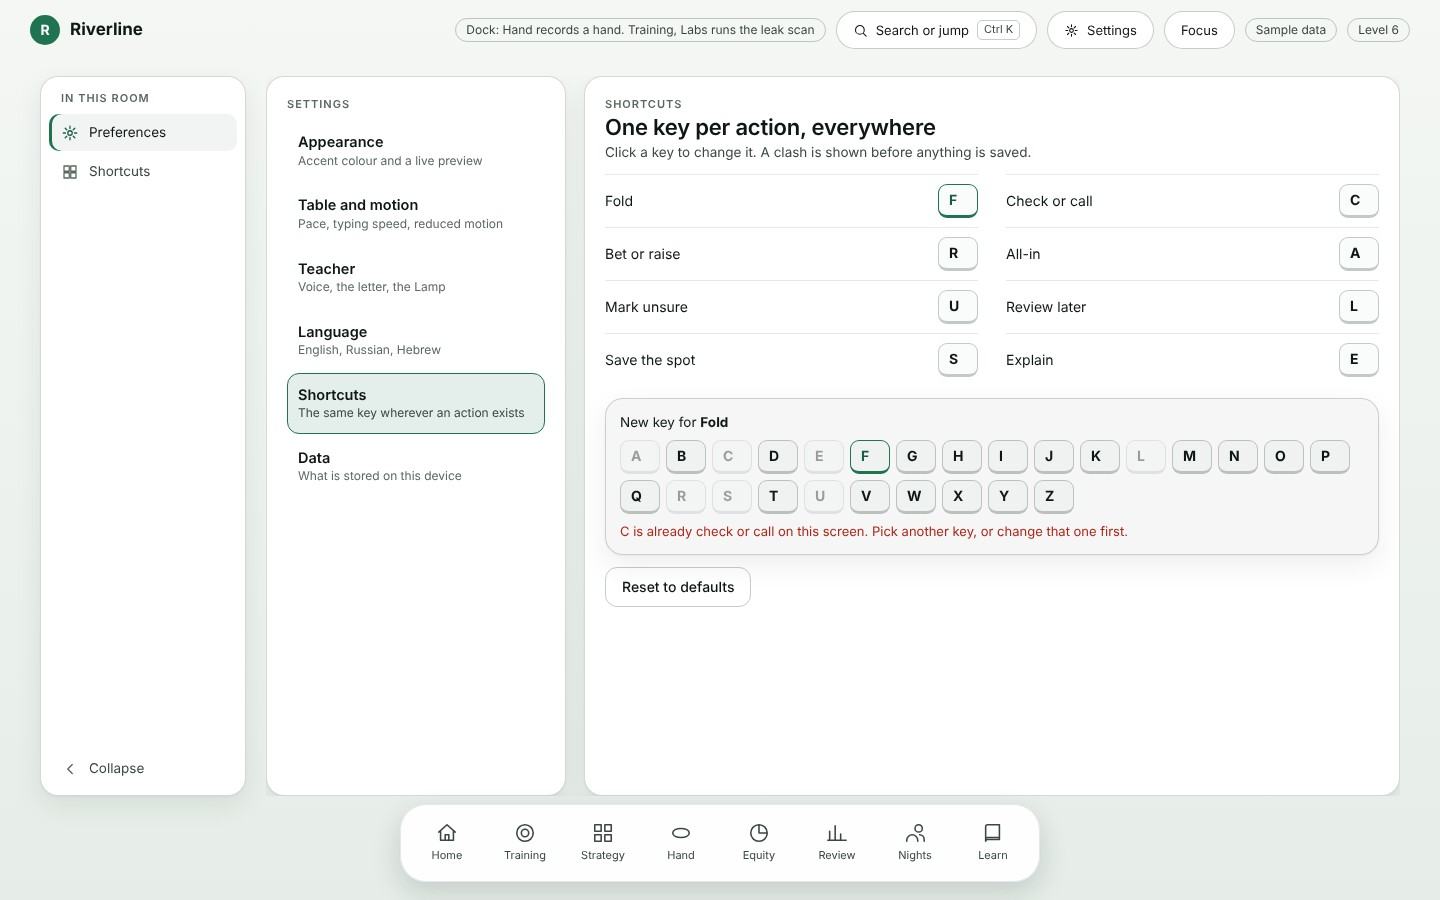 R Riverline
Dock: Hand records a hand. Training, Labs runs the leak scan
Search or jump Ctrl K
Settings
Focus
Sample data
Level 6
IN THIS ROOM
Preferences
Shortcuts
Collapse
SETTINGS
Appearance
Accent colour and a live preview
Table and motion
Pace, typing speed, reduced motion
Teacher
Voice, the letter, the Lamp
Language
English, Russian, Hebrew
Shortcuts
The same key wherever an action exists
Data
What is stored on this device
SHORTCUTS
One key per action, everywhere
Click a key to change it. A clash is shown before anything is saved.
Fold F
Check or call C
Bet or raise R
All-in A
Mark unsure U
Review later L
Save the spot S
Explain E
New key for Fold
A B C D E F G H I J K L M N O P
Q R S T U V W X Y Z
C is already check or call on this screen. Pick another key, or change that one first.
Reset to defaults
Home
Training
Strategy
Hand
Equity
Review
Nights
Learn